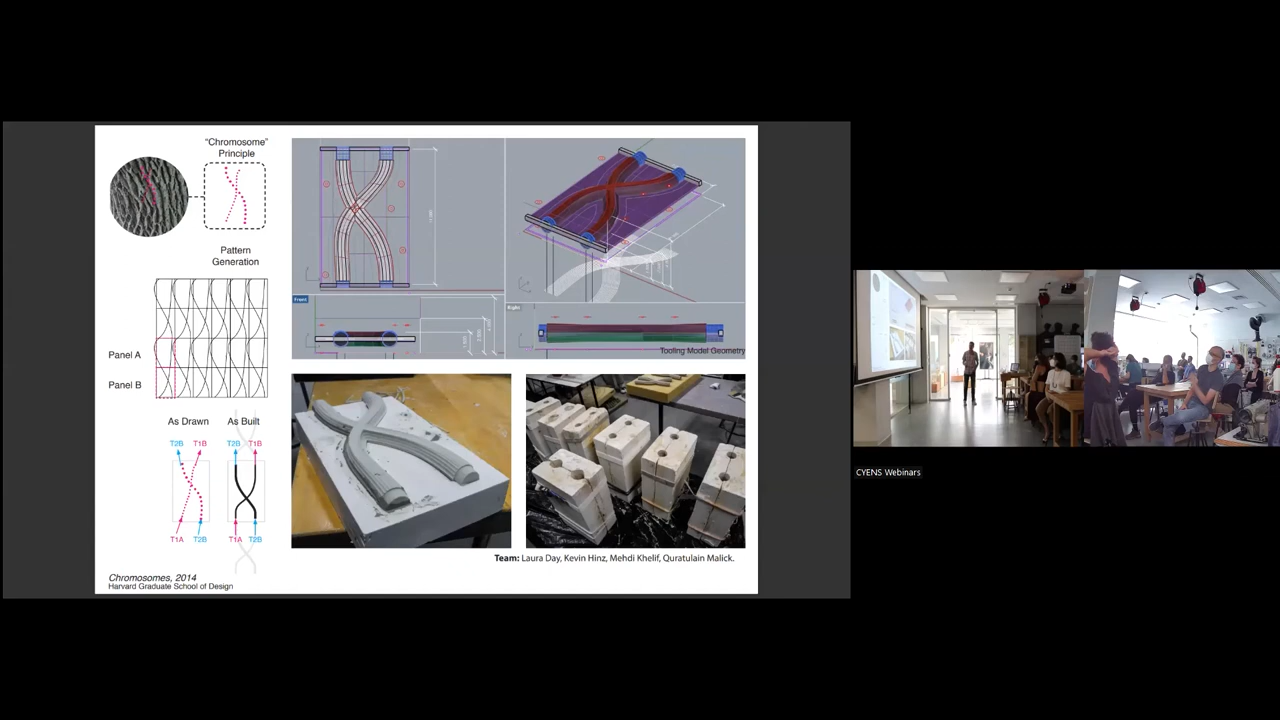 "Chromosome"
Principle
Pattern
Generation
Panel A
Panel B
As Drawn
As Built
T2B
T1B
T2B
T1B
T1A
T2B
T1A
T2B
Chromosomes, 2014
Harvard Graduate School of Design
Front
Right
Tooling Model Geometry
Team: Laura Day, Kevin Hinz, Mehdi Khelif, Quratulain Malick.
CYENS Webinars